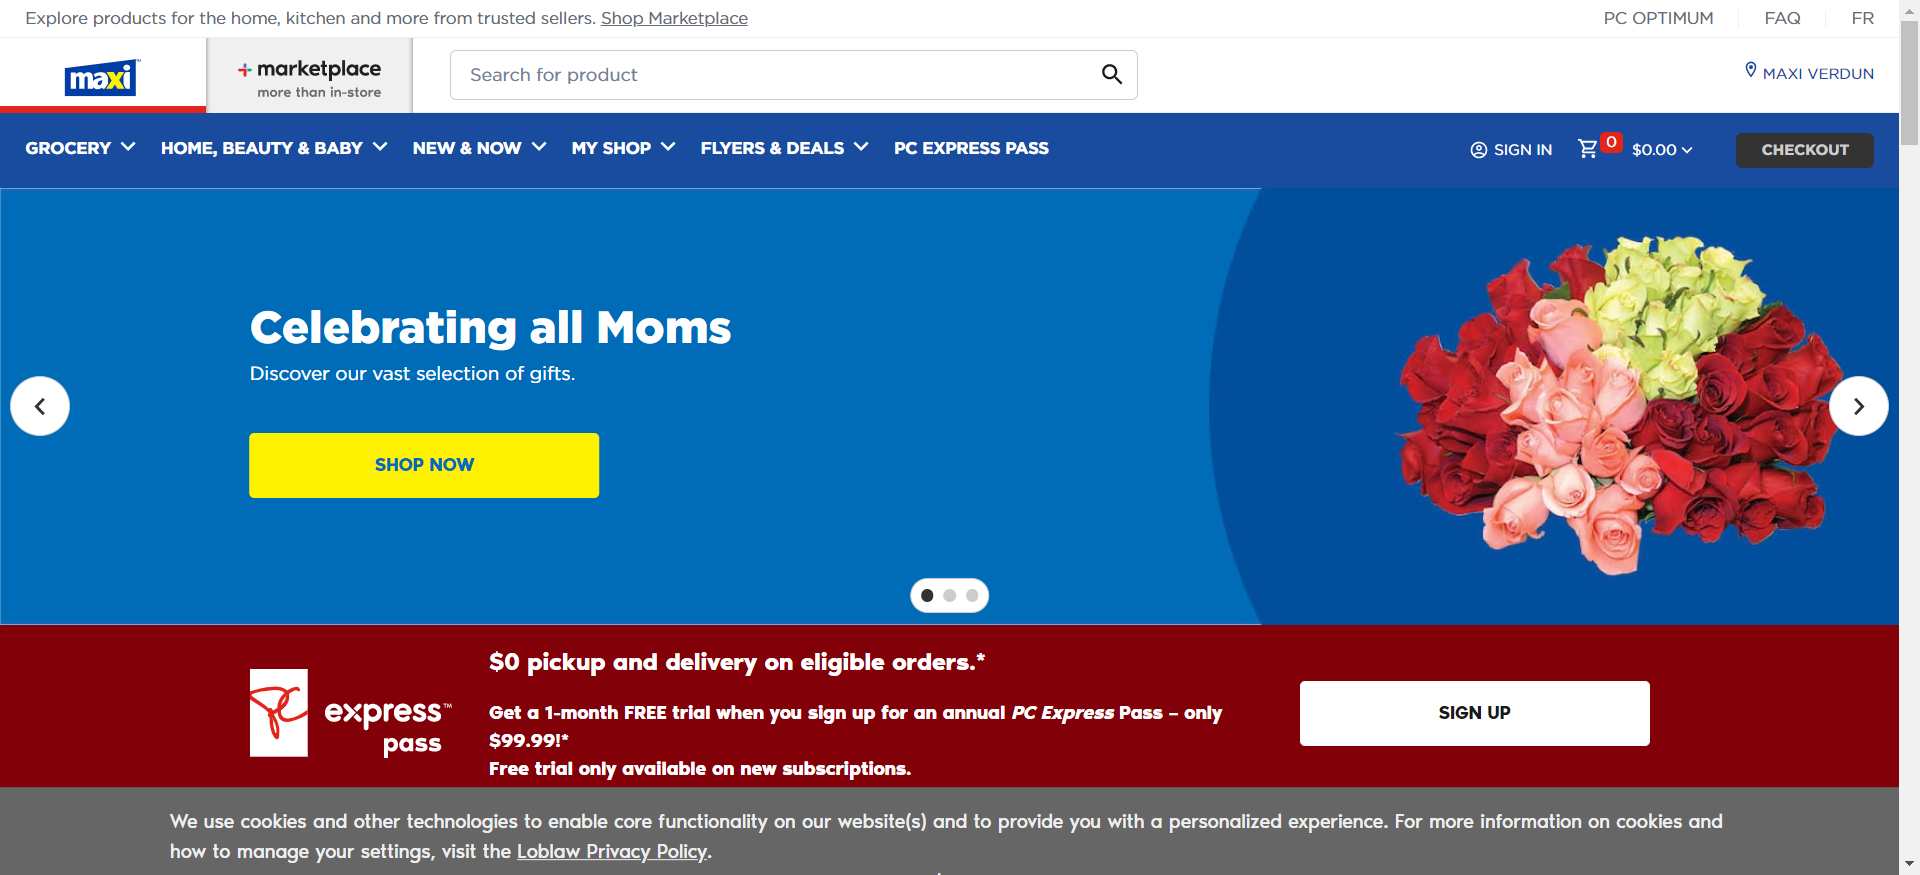 Explore products for the home, kitchen and more from trusted sellers. Shop Marketplace
PC OPTIMUM
FAQ
FR
maxi
marketplace
more than in-store
Search for product
MAXI VERDUN
GROCERY
HOME, BEAUTY & BABY
NEW & NOW
MY SHOP
FLYERS & DEALS
PC EXPRESS PASS
SIGN IN
0
$0.00
CHECKOUT
Celebrating all Moms
Discover our vast selection of gifts.
SHOP NOW
PC
express™
pass
$0 pickup and delivery on eligible orders.*
Get a 1-month FREE trial when you sign up for an annual PC Express Pass – only
$99.99!*
Free trial only available on new subscriptions.
SIGN UP
We use cookies and other technologies to enable core functionality on our website(s) and to provide you with a personalized experience. For more information on cookies and
how to manage your settings, visit the Loblaw Privacy Policy.